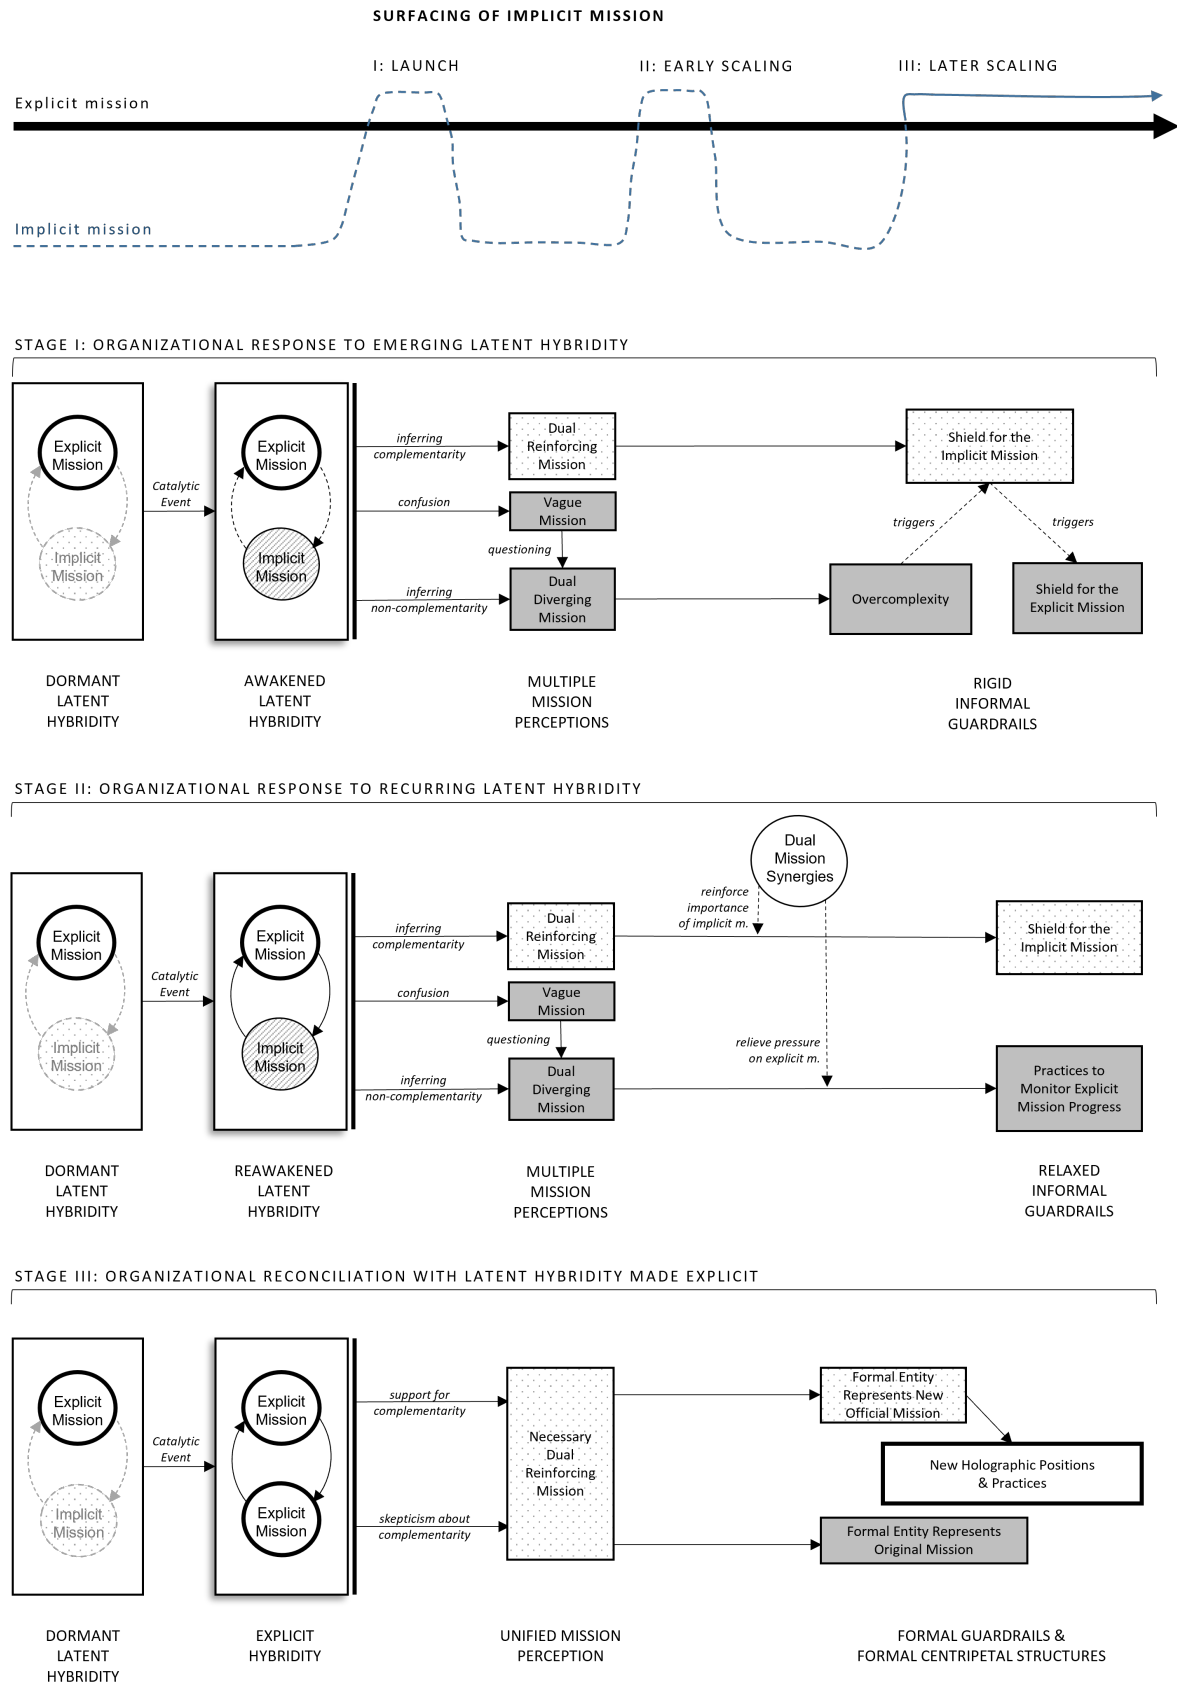 SURFACING OF IMPLICIT MISSION
I: LAUNCH
II: EARLY SCALING
III: LATER SCALING
Explicit mission
Implicit mission
STAGE I: ORGANIZATIONAL RESPONSE TO EMERGING LATENT HYBRIDITY
Explicit
Mission
Implicit
Mission
Catalytic
Event
Explicit
Mission
Implicit
Mission
inferring
complementarity
confusion
questioning
inferring
non-complementarity
Dual
Reinforcing
Mission
Vague
Mission
Dual
Diverging
Mission
Shield for the
Implicit Mission
triggers
triggers
Overcomplexity
Shield for the
Explicit Mission
DORMANT
LATENT
HYBRIDITY
AWAKENED
LATENT
HYBRIDITY
MULTIPLE
MISSION
PERCEPTIONS
RIGID
INFORMAL
GUARDRAILS
STAGE II: ORGANIZATIONAL RESPONSE TO RECURRING LATENT HYBRIDITY
Explicit
Mission
Implicit
Mission
Catalytic
Event
Explicit
Mission
Implicit
Mission
inferring
complementarity
confusion
questioning
inferring
non-complementarity
Dual
Reinforcing
Mission
Vague
Mission
Dual
Diverging
Mission
Dual
Mission
Synergies
reinforce
importance
of implicit m.
relieve pressure
on explicit m.
Shield for the
Implicit Mission
Practices to
Monitor Explicit
Mission Progress
DORMANT
LATENT
HYBRIDITY
REAWAKENED
LATENT
HYBRIDITY
MULTIPLE
MISSION
PERCEPTIONS
RELAXED
INFORMAL
GUARDRAILS
STAGE III: ORGANIZATIONAL RECONCILIATION WITH LATENT HYBRIDITY MADE EXPLICIT
Explicit
Mission
Implicit
Mission
Catalytic
Event
Explicit
Mission
Explicit
Mission
support for
complementarity
skepticism about
complementarity
Necessary
Dual
Reinforcing
Mission
Formal Entity
Represents New
Official Mission
New Holographic Positions
& Practices
Formal Entity Represents
Original Mission
DORMANT
LATENT
HYBRIDITY
EXPLICIT
HYBRIDITY
UNIFIED MISSION
PERCEPTION
FORMAL GUARDRAILS &
FORMAL CENTRIPETAL STRUCTURES